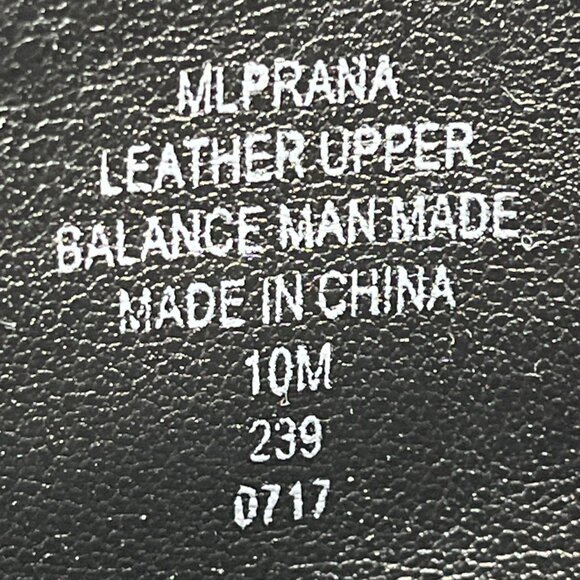 MLPRANA
LEATHER UPPER
BALANCE MAN MADE
MADE IN CHINA
10M
239
0717